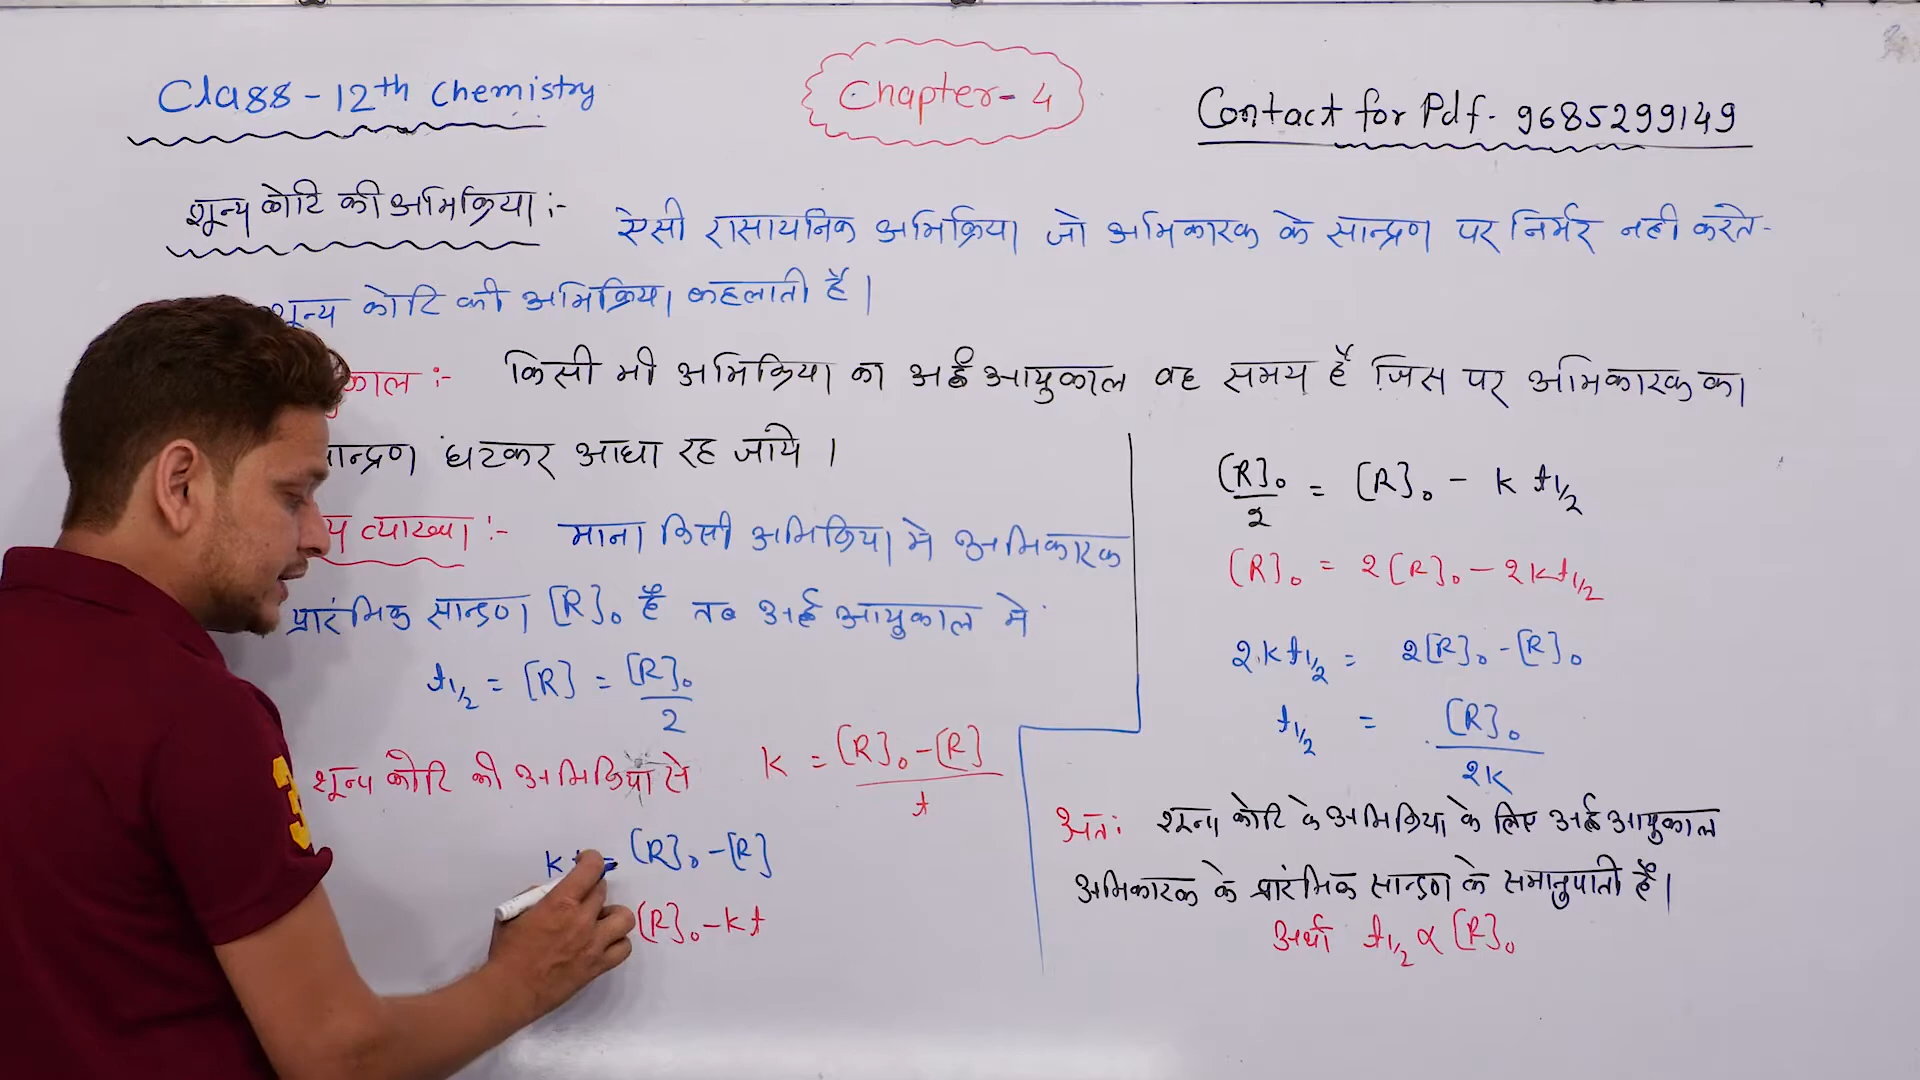 Class-12th Chemistry
Chapter-4
Contact for Pdf- 9685299149
शून्य कोटि की अभिक्रिया :-
ऐसी रासायनिक अभिक्रिया जो अभिकारक के सान्द्रण पर निर्भर नही करते-
शून्य कोटि की अभिक्रिया कहलाती है।
काल :- किसी भी अभिक्रिया का अर्द्ध आयुकाल वह समय है जिस पर अभिकारक का
घटकर आधा रह जाये।
व्याख्या :- माना किसी अभिक्रिया मे अभिकारक
प्रारंभिक सान्द्रण [R]₀ है तब अर्द्ध आयुकाल मे
t1/2 = [R] = [R]₀/2
शून्य कोटि की अभिक्रिया से k = [R]₀-[R]/t
k = [R]₀-[R]
[R]₀-kt
[R]₀/2 = [R]₀ - k t1/2
[R]₀ = 2[R]₀ - 2kt1/2
2.kt1/2 = 2[R]₀-[R]₀
t1/2 = [R]₀/2k
अतः शून्य कोटि के अभिक्रिया के लिए अर्द्ध आयुकाल
अभिकारक के प्रारंभिक सान्द्रण के समानुपाती है।
t1/2 ∝ [R]₀
3